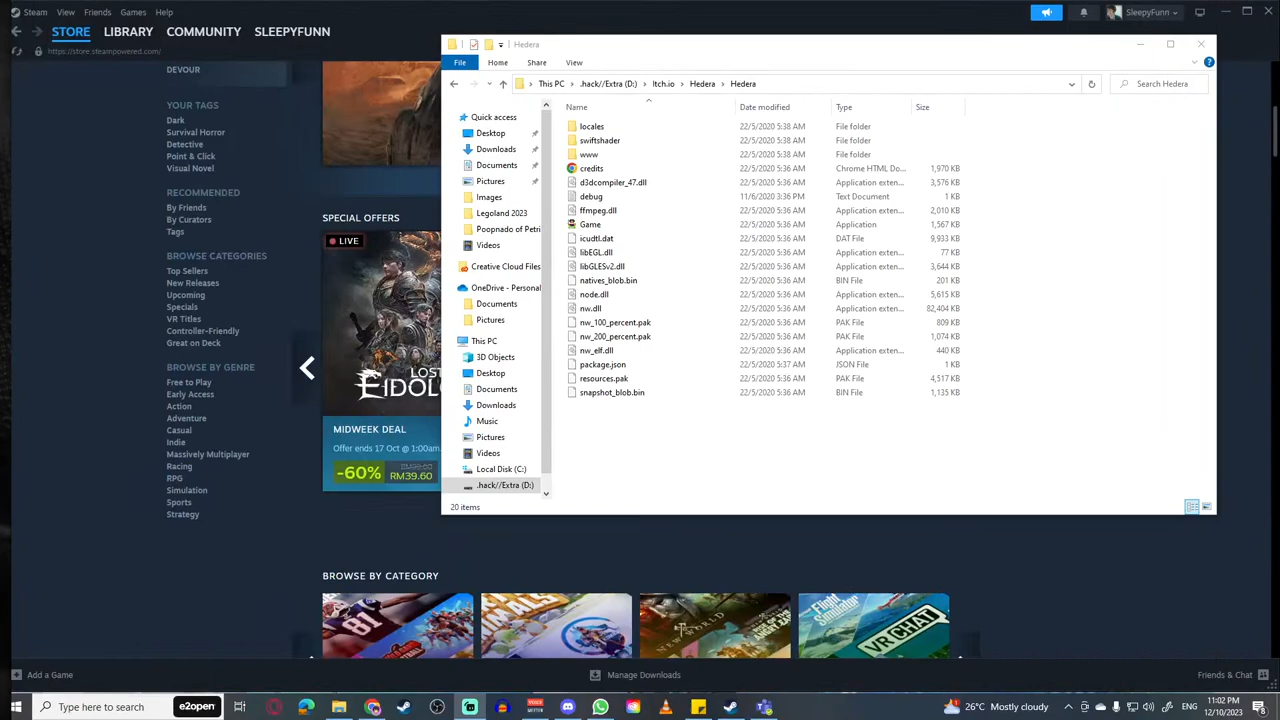 Steam View Friends Games Help
SleepyFunn
STORE LIBRARY COMMUNITY SLEEPYFUNN
https://store.steampowered.com/
DEVOUR
YOUR TAGS
Dark
Survival Horror
Detective
Point & Click
Visual Novel
RECOMMENDED
By Friends
By Curators
Tags
BROWSE CATEGORIES
Top Sellers
New Releases
Upcoming
Specials
VR Titles
Controller-Friendly
Great on Deck
BROWSE BY GENRE
Free to Play
Early Access
Action
Adventure
Casual
Indie
Massively Multiplayer
Racing
RPG
Simulation
Sports
Strategy
SPECIAL OFFERS
LIVE
LOST
EIDOL
MIDWEEK DEAL
Offer ends 17 Oct @ 1:00am
-60%
RM39.60
Hedera
File Home Share View
This PC .hack//Extra (D:) Itch.io Hedera Hedera
Search Hedera
Quick access
Desktop
Downloads
Documents
Pictures
Images
Legoland 2023
Poopnado of Petri
Videos
Creative Cloud Files
OneDrive - Personal
Documents
Pictures
This PC
3D Objects
Desktop
Documents
Downloads
Music
Pictures
Videos
Local Disk (C:)
.hack//Extra (D:)
Name Date modified Type Size
locales 22/5/2020 5:38 AM File folder
swiftshader 22/5/2020 5:38 AM File folder
www 22/5/2020 5:38 AM File folder
credits 22/5/2020 5:36 AM Chrome HTML Do... 1,970 KB
d3dcompiler_47.dll 22/5/2020 5:36 AM Application exten... 3,576 KB
debug 11/6/2023 3:36 PM Text Document 1 KB
ffmpeg.dll 22/5/2020 5:36 AM Application exten... 2,010 KB
Game 22/5/2020 5:36 AM Application 1,567 KB
icudtl.dat 22/5/2020 5:36 AM DAT File 9,933 KB
libEGL.dll 22/5/2020 5:36 AM Application exten... 77 KB
libGLESv2.dll 22/5/2020 5:36 AM Application exten... 3,644 KB
natives_blob.bin 22/5/2020 5:36 AM BIN File 201 KB
node.dll 22/5/2020 5:36 AM Application exten... 5,615 KB
nw.dll 22/5/2020 5:36 AM Application exten... 82,404 KB
nw_100_percent.pak 22/5/2020 5:36 AM PAK File 809 KB
nw_200_percent.pak 22/5/2020 5:36 AM PAK File 1,074 KB
nw_elf.dll 22/5/2020 5:36 AM Application exten... 440 KB
package.json 22/5/2020 5:37 AM JSON File 1 KB
resources.pak 22/5/2020 5:36 AM PAK File 4,517 KB
snapshot_blob.bin 22/5/2020 5:36 AM BIN File 1,135 KB
20 items
BROWSE BY CATEGORY
81
NEW WORLD
Flight Simulator
VRCHAT
Add a Game
Manage Downloads
Friends & Chat
Type here to search
e2open
26°C Mostly cloudy
11:02 PM
12/10/2023